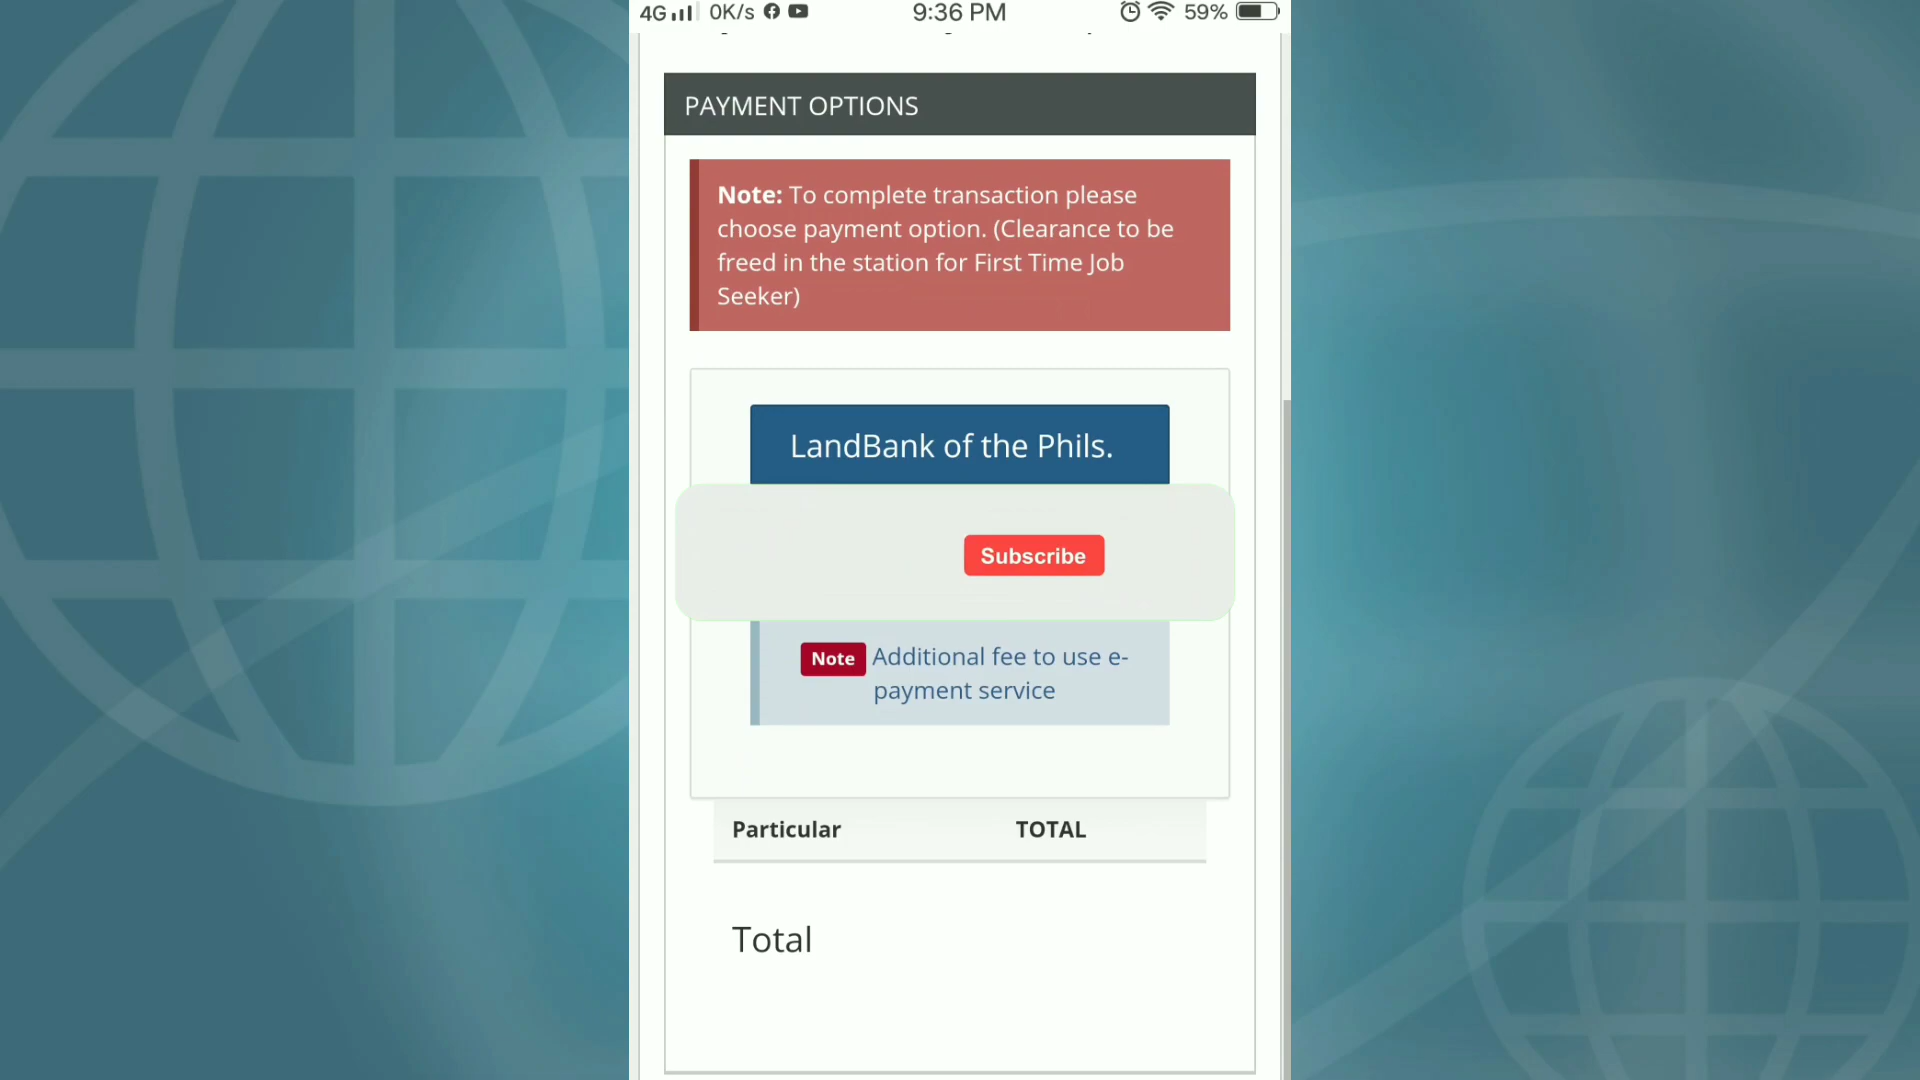 4G 0K/s 9:36 PM 59%
PAYMENT OPTIONS
Note: To complete transaction please
choose payment option. (Clearance to be
freed in the station for First Time Job
Seeker)
LandBank of the Phils.
Subscribe
Note Additional fee to use e-
payment service
Particular TOTAL
Total